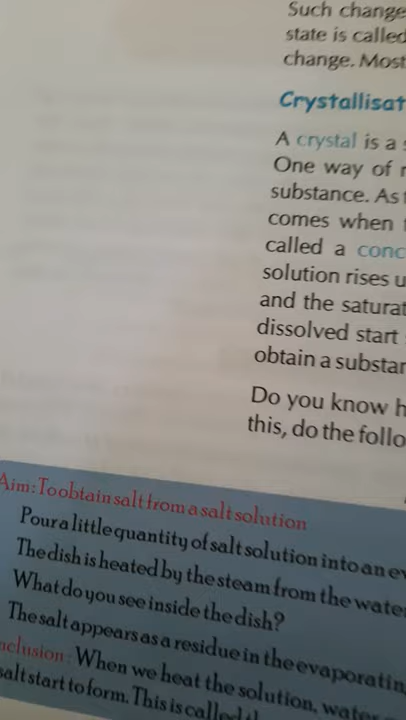 Such change
state is called
change. Most
Crystallisat
A crystal is a s
One way of r
substance. As t
comes when t
called a conc
solution rises u
and the saturat
dissolved start
obtain a substar
Do you know h
this, do the follo
Aim: To obtain salt from a salt solution
Pour a little quantity of salt solution into an ev
The dish is heated by the steam from the water
What do you see inside the dish?
The salt appears as a residue in the evaporating
nclusion: When we heat the solution, water
salt start to form. This is called